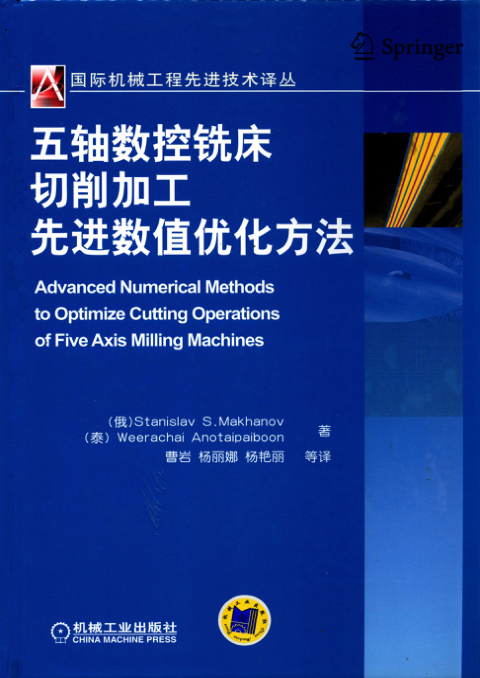 Springer
国际机械工程先进技术译丛
五轴数控铣床
切削加工
先进数值优化方法
Advanced Numerical Methods
to Optimize Cutting Operations
of Five Axis Milling Machines
(俄)Stanislav S.Makhanov
(泰) Weerachai Anotaipaiboon 著
曹岩 杨丽娜 杨艳丽 等译
机械工业出版社
CHINA MACHINE PRESS